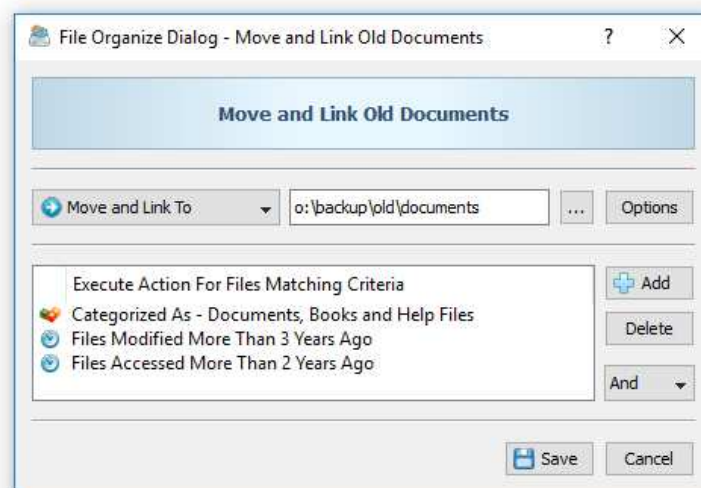 File Organize Dialog - Move and Link Old Documents ?
Move and Link Old Documents
Move and Link To o:\backup\old\documents ... Options
Execute Action For Files Matching Criteria
Add
Categorized As - Documents, Books and Help Files
Files Modified More Than 3 Years Ago
Delete
Files Accessed More Than 2 Years Ago
And
Save Cancel